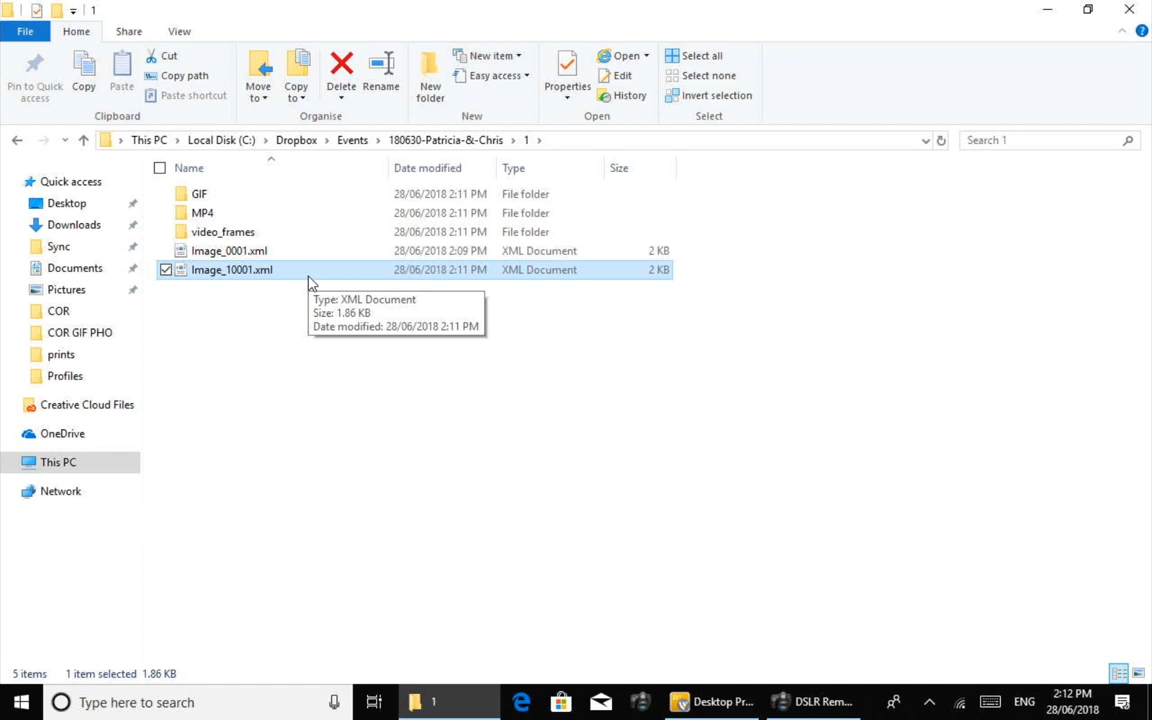 1
File
Home
Share
View
Pin to Quick access
Copy
Paste
Cut
Copy path
Paste shortcut
Clipboard
Move to
Copy to
Delete
Rename
Organise
New folder
New item
Easy access
New
Properties
Open
Edit
History
Open
Select all
Select none
Invert selection
Select
This PC
Local Disk (C:)
Dropbox
Events
180630-Patricia-&-Chris
1
Search 1
Name
Date modified
Type
Size
GIF 28/06/2018 2:11 PM File folder
MP4 28/06/2018 2:11 PM File folder
video_frames 28/06/2018 2:11 PM File folder
Image_0001.xml 28/06/2018 2:09 PM XML Document 2 KB
Image_10001.xml 28/06/2018 2:11 PM XML Document 2 KB
Type: XML Document
Size: 1.86 KB
Date modified: 28/06/2018 2:11 PM
Quick access
Desktop
Downloads
Sync
Documents
Pictures
COR
COR GIF PHO
prints
Profiles
Creative Cloud Files
OneDrive
This PC
Network
5 items 1 item selected 1.86 KB
Type here to search
1
Desktop Pr...
DSLR Rem...
ENG
2:12 PM
28/06/2018